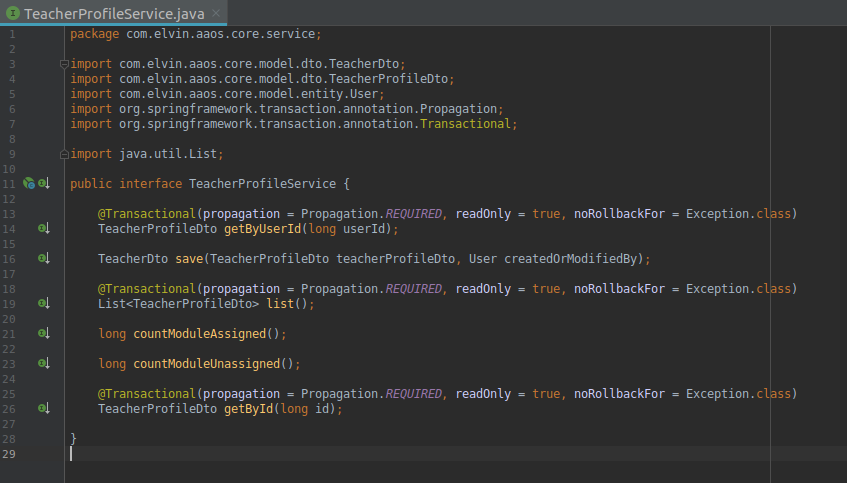 TeacherProfileService.java
1 package com.elvin.aaos.core.service;
2
3 import com.elvin.aaos.core.model.dto.TeacherDto;
4 import com.elvin.aaos.core.model.dto.TeacherProfileDto;
5 import com.elvin.aaos.core.model.entity.User;
6 import org.springframework.transaction.annotation.Propagation;
7 import org.springframework.transaction.annotation.Transactional;
8
9 import java.util.List;
10
11 public interface TeacherProfileService {
12
13 @Transactional(propagation = Propagation.REQUIRED, readOnly = true, noRollbackFor = Exception.class)
14 TeacherProfileDto getByUserId(long userId);
15
16 TeacherDto save(TeacherProfileDto teacherProfileDto, User createdOrModifiedBy);
17
18 @Transactional(propagation = Propagation.REQUIRED, readOnly = true, noRollbackFor = Exception.class)
19 List<TeacherProfileDto> list();
20
21 long countModuleAssigned();
22
23 long countModuleUnassigned();
24
25 @Transactional(propagation = Propagation.REQUIRED, readOnly = true, noRollbackFor = Exception.class)
26 TeacherProfileDto getById(long id);
27
28 }
29